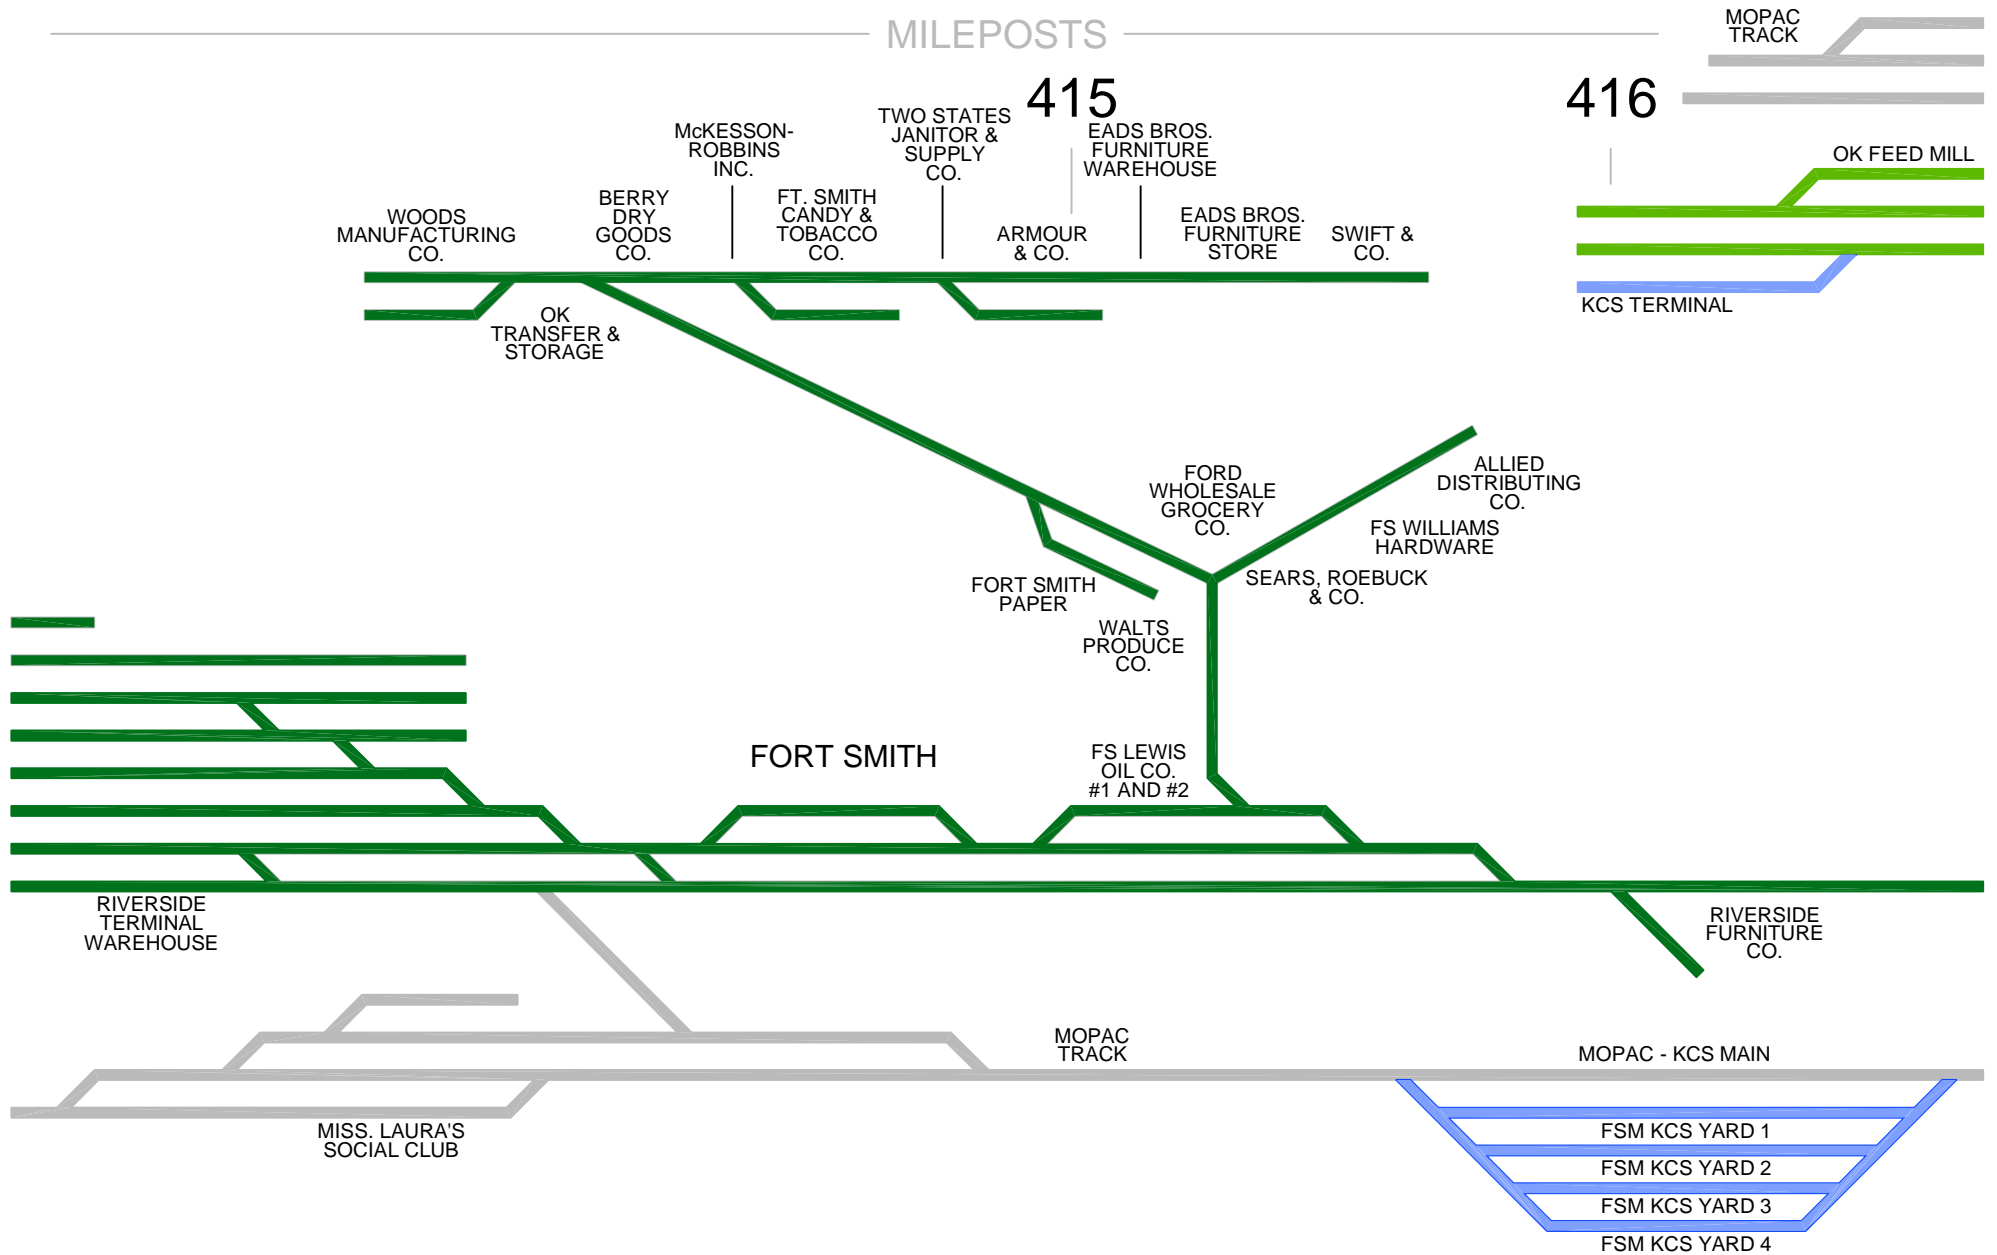 MILEPOSTS
MOPAC
TRACK
415
416
TWO STATES
JANITOR &
SUPPLY
CO.
McKESSON-
ROBBINS
INC.
EADS BROS.
FURNITURE
WAREHOUSE
OK FEED MILL
WOODS
MANUFACTURING
CO.
BERRY
DRY
GOODS
CO.
FT. SMITH
CANDY &
TOBACCO
CO.
ARMOUR
& CO.
EADS BROS.
FURNITURE
STORE
SWIFT &
CO.
KCS TERMINAL
OK
TRANSFER &
STORAGE
FORD
WHOLESALE
GROCERY
CO.
ALLIED
DISTRIBUTING
CO.
FS WILLIAMS
HARDWARE
FORT SMITH
PAPER
SEARS, ROEBUCK
& CO.
WALTS
PRODUCE
CO.
FORT SMITH
FS LEWIS
OIL CO.
#1 AND #2
RIVERSIDE
TERMINAL
WAREHOUSE
RIVERSIDE
FURNITURE
CO.
MOPAC
TRACK
MOPAC - KCS MAIN
MISS. LAURA'S
SOCIAL CLUB
FSM KCS YARD 1
FSM KCS YARD 2
FSM KCS YARD 3
FSM KCS YARD 4